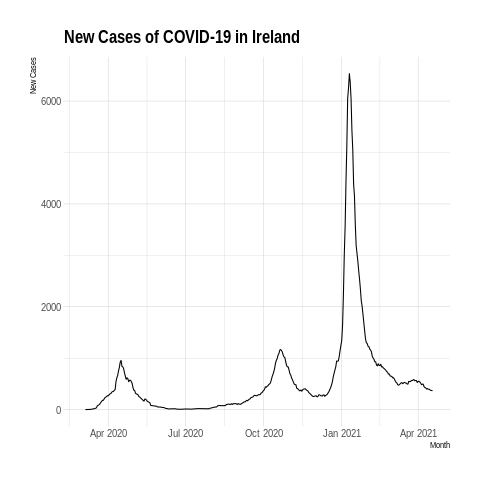 New Cases of COVID-19 in Ireland
New Cases
6000
4000
2000
0
Apr 2020 Jul 2020 Oct 2020 Jan 2021 Apr 2021
Month